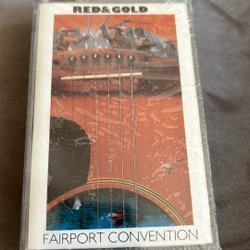 RED & GOLD
FAIRPORT CONVENTION